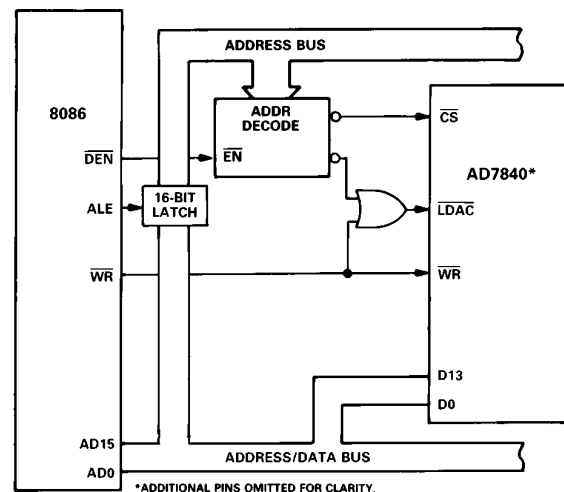 ADDRESS BUS
8086
ADDR
DECODE
CS
DEN
EN
AD7840*
ALE
16-BIT
LATCH
LDAC
WR
WR
D13
D0
AD15
ADDRESS/DATA BUS
AD0
*ADDITIONAL PINS OMITTED FOR CLARITY.